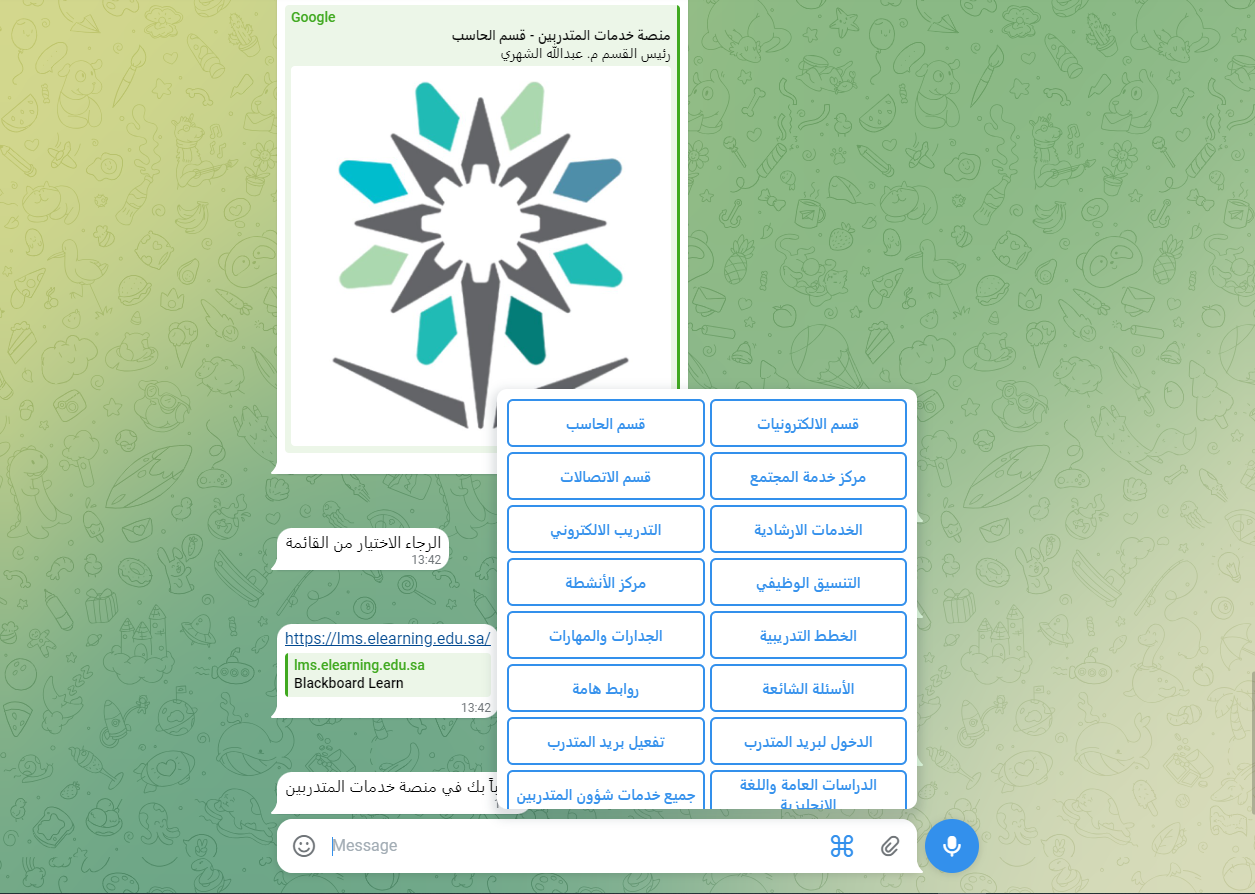 Google
منصة خدمات المتدربين - قسم الحاسب
رئيس القسم م. عبدالله الشهري
الرجاء الاختيار من القائمة
13:42
https://lms.elearning.edu.sa/
lms.elearning.edu.sa
Blackboard Learn
13:42
بك في منصة خدمات المتدربين
قسم الالكترونيات
قسم الحاسب
مركز خدمة المجتمع
قسم الاتصالات
الخدمات الارشادية
التدريب الالكتروني
التنسيق الوظيفي
مركز الأنشطة
الخطط التدريبية
الجدارات والمهارات
الأسئلة الشائعة
روابط هامة
الدخول لبريد المتدرب
تفعيل بريد المتدرب
الدراسات العامة واللغة
الانجليزية
جميع خدمات شؤون المتدربين
Message